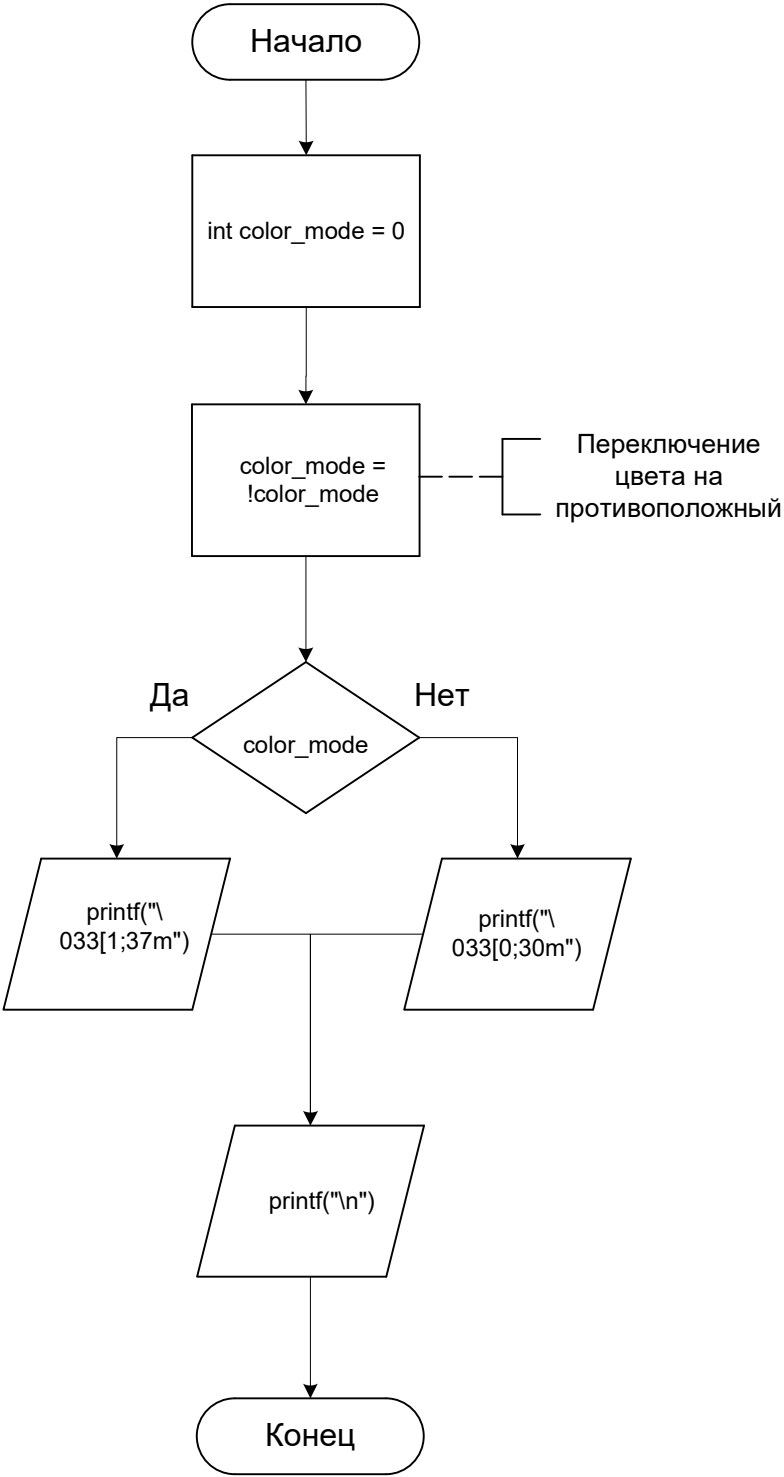 Начало
int color_mode = 0
color_mode =
!color_mode
Переключение
цвета на
противоположный
Да
Нет
color_mode
printf("\
033[1;37m")
printf("\
033[0;30m")
printf("\n")
Конец